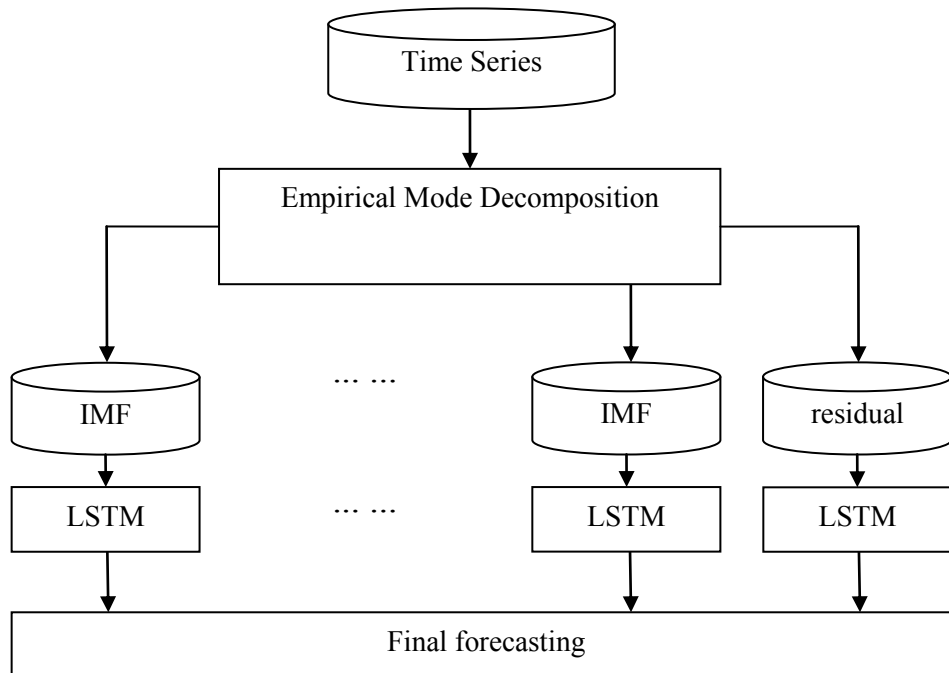 Time Series
Empirical Mode Decomposition
... ...
IMF IMF residual
LSTM LSTM LSTM
... ...
Final forecasting